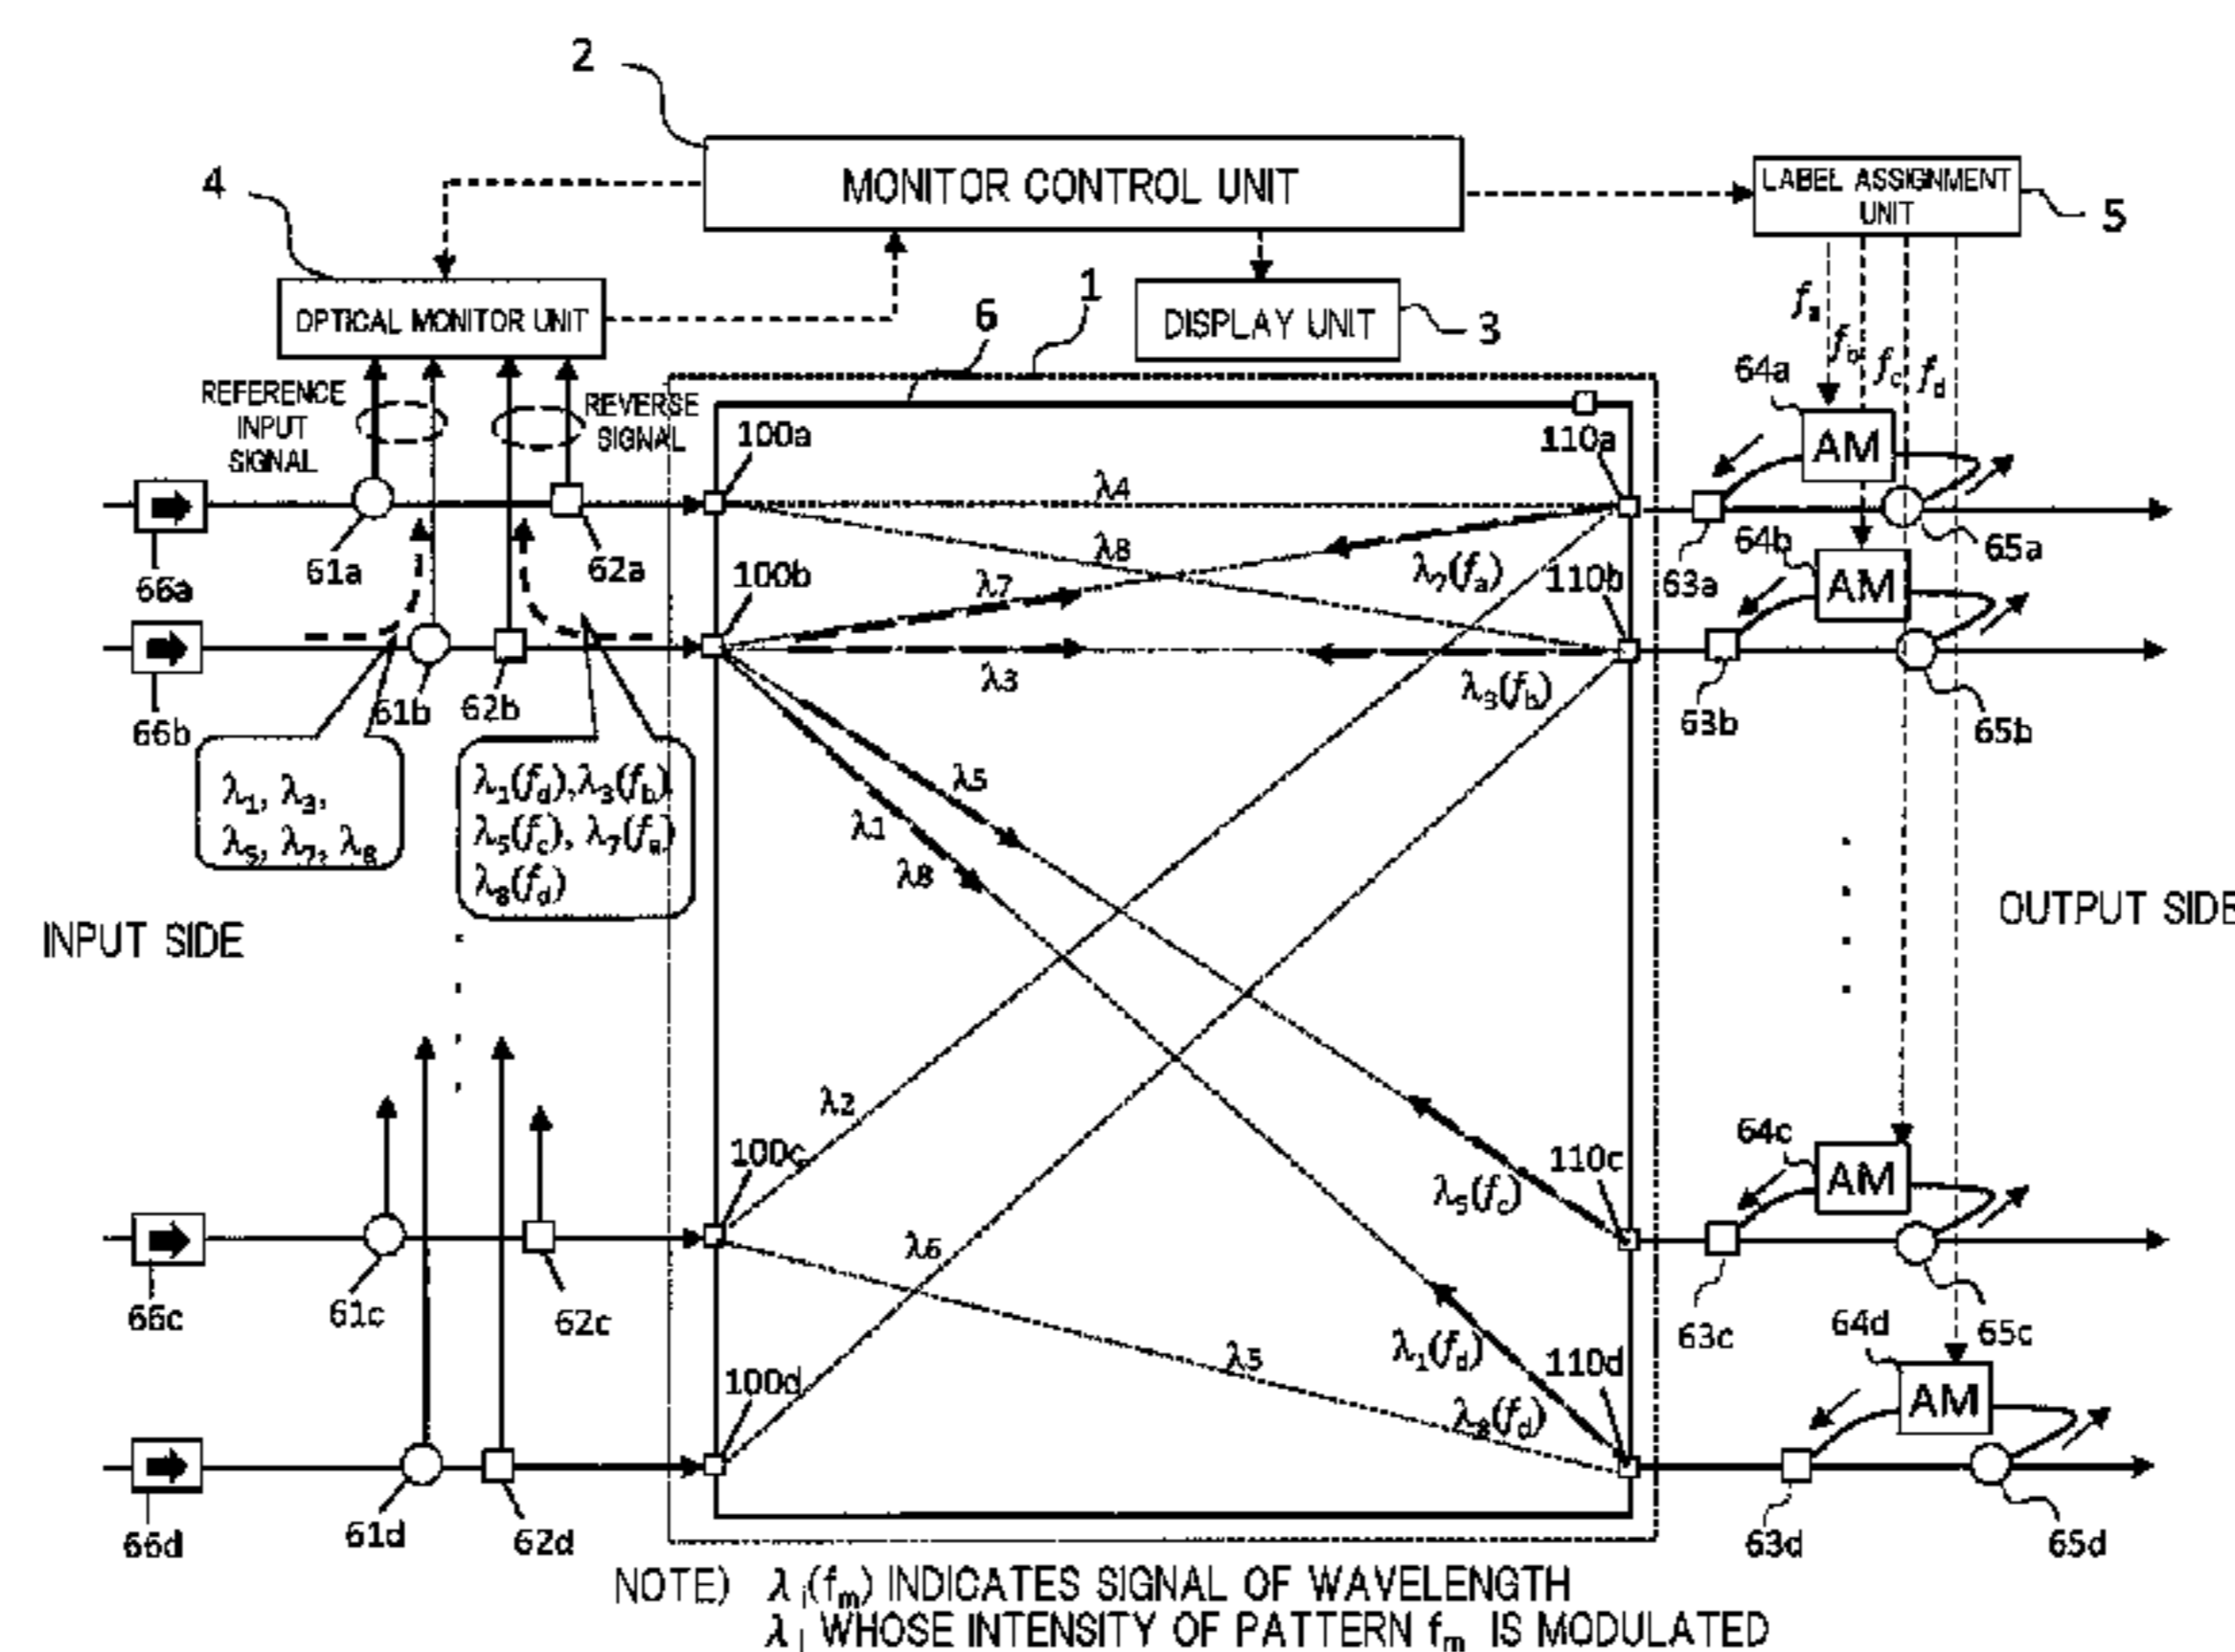 2
MONITOR CONTROL UNIT
LABEL ASSIGNMENT
UNIT
5
4
OPTICAL MONITOR UNIT
6
1
DISPLAY UNIT
3
fa
fb
fc
fd
REFERENCE
INPUT
SIGNAL
REVERSE
SIGNAL
100a
110a
64a
AM
66a
61a
62a
λ4
λ8
63a
65a
100b
λ7
λ7(fa)
110b
64b
AM
66b
61b
62b
λ3
λ3(fb)
63b
65b
λ1, λ3,
λ5, λ7, λ8
λ1(fd), λ3(fb)
λ5(fc), λ7(fa)
λ8(fd)
λ5
λ1
λ8
INPUT SIDE
OUTPUT SIDE
λ2
100c
110c
64c
AM
λ5(fc)
λ6
66c
61c
62c
63c
65c
λ5
λ1(fd)
100d
110d
64d
AM
λ8(fd)
66d
61d
62d
63d
65d
NOTE) λi(fm) INDICATES SIGNAL OF WAVELENGTH
λi WHOSE INTENSITY OF PATTERN fm IS MODULATED